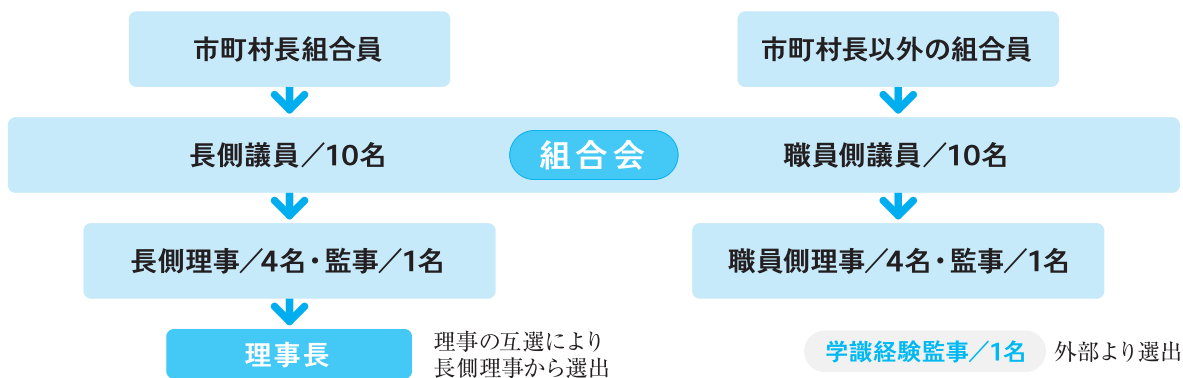 市町村長組合員
市町村長以外の組合員
長側議員／10名
組合会
職員側議員／10名
長側理事／4名・監事／1名
職員側理事／4名・監事／1名
理事長
理事の互選により
長側理事から選出
学識経験監事／1名
外部より選出